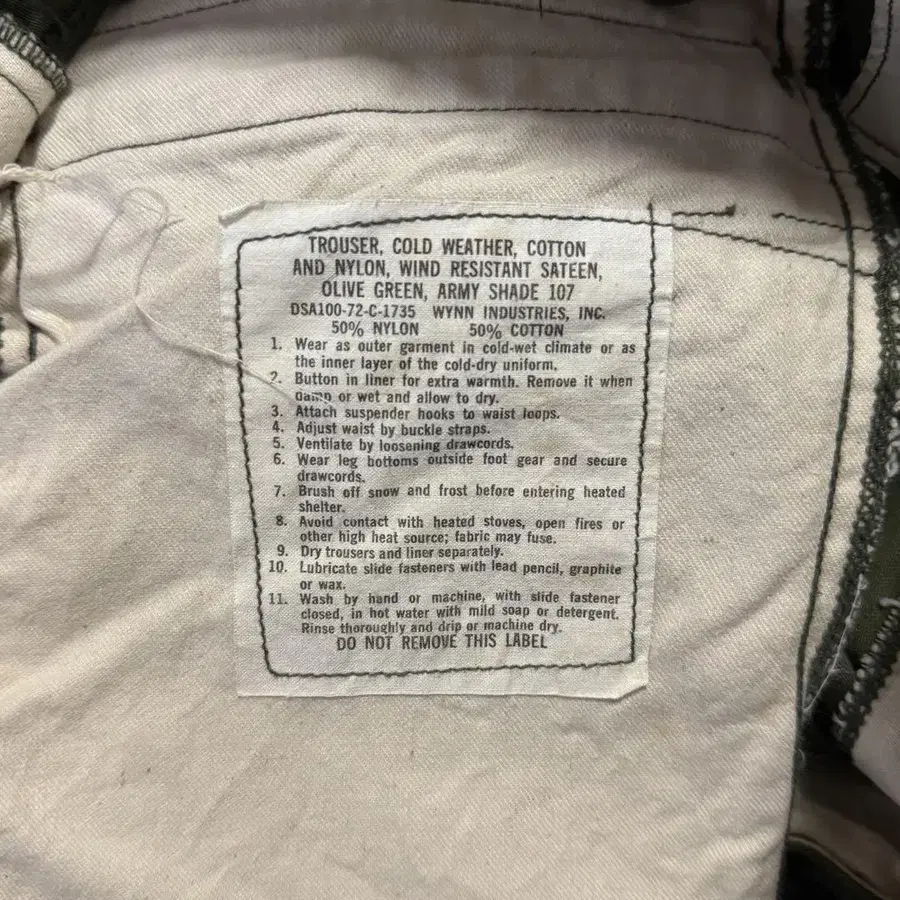 TROUSER, COLD WEATHER, COTTON
AND NYLON, WIND RESISTANT SATEEN,
OLIVE GREEN, ARMY SHADE 107
DSA100-72-C-1735 WYNN INDUSTRIES, INC.
50% NYLON 50% COTTON
1. Wear as outer garment in cold-wet climate or as
the inner layer of the cold-dry uniform.
2. Button in liner for extra warmth. Remove it when
damp or wet and allow to dry.
3. Attach suspender hooks to waist loops.
4. Adjust waist by buckle straps.
5. Ventilate by loosening drawcords.
6. Wear leg bottoms outside foot gear and secure
drawcords.
7. Brush off snow and frost before entering heated
shelter.
8. Avoid contact with heated stoves, open fires or
other high heat source; fabric may fuse.
9. Dry trousers and liner separately.
10. Lubricate slide fasteners with lead pencil, graphite
or wax.
11. Wash by hand or machine, with slide fastener
closed, in hot water with mild soap or detergent.
Rinse thoroughly and drip or machine dry.
DO NOT REMOVE THIS LABEL